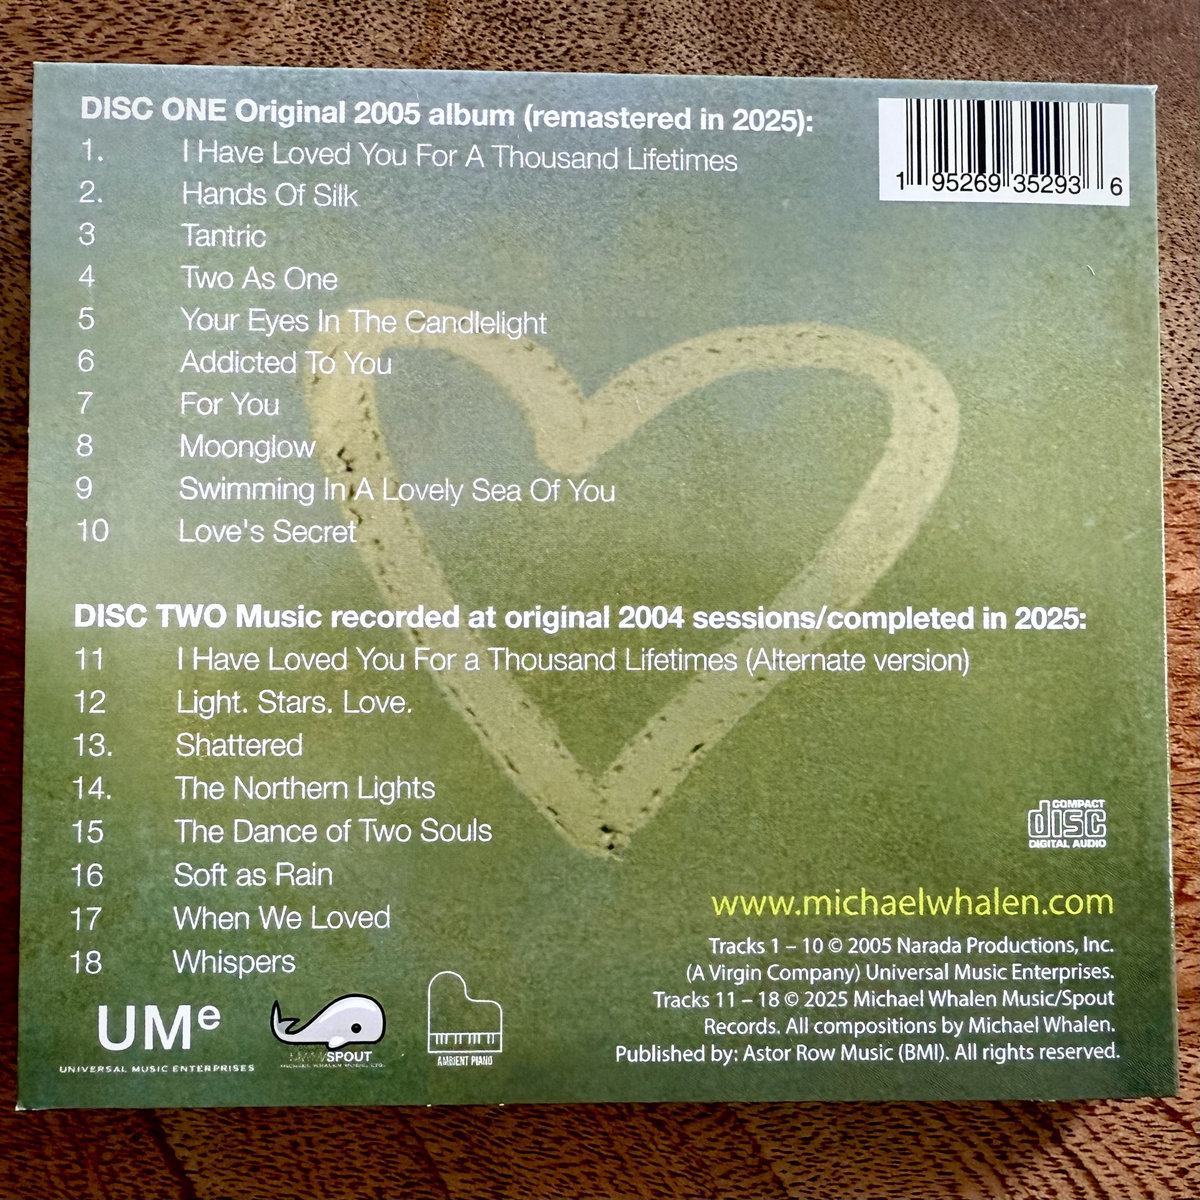 DISC ONE Original 2005 album (remastered in 2025):
1. I Have Loved You For A Thousand Lifetimes
2. Hands Of Silk
3 Tantric
4 Two As One
5 Your Eyes In The Candlelight
6 Addicted To You
7 For You
8 Moonglow
9 Swimming In A Lovely Sea Of You
10 Love's Secret
1 95269 35293 6
DISC TWO Music recorded at original 2004 sessions/completed in 2025:
11 I Have Loved You For a Thousand Lifetimes (Alternate version)
12 Light. Stars. Love.
13. Shattered
14. The Northern Lights
15 The Dance of Two Souls
16 Soft as Rain
17 When We Loved
18 Whispers
COMPACT
disc
DIGITAL AUDIO
www.michaelwhalen.com
Tracks 1 – 10 © 2005 Narada Productions, Inc.
(A Virgin Company) Universal Music Enterprises.
Tracks 11 – 18 © 2025 Michael Whalen Music/Spout
Records. All compositions by Michael Whalen.
Published by: Astor Row Music (BMI). All rights reserved.
UMe
UNIVERSAL MUSIC ENTERPRISES
SPOUT
MICHAEL WHALEN MUSIC, LTD.
AMBIENT PIANO